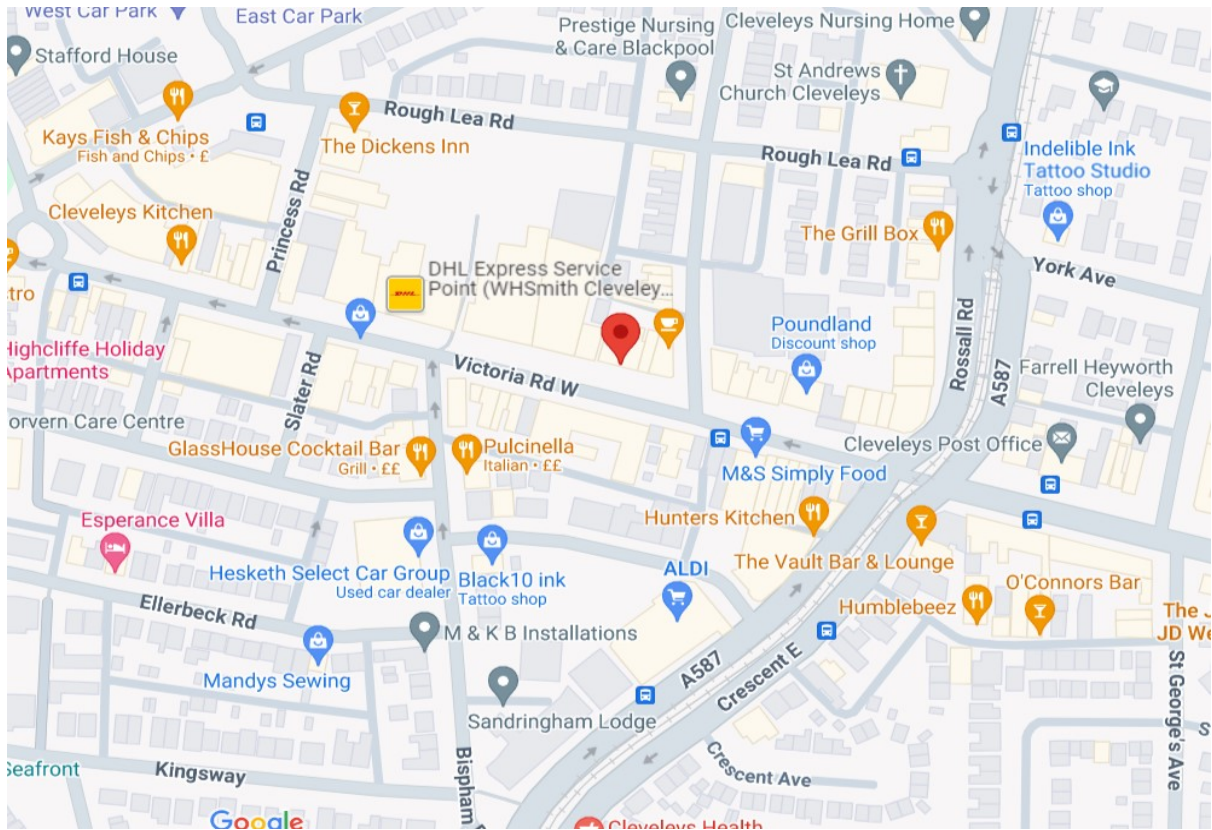 West Car Park
East Car Park
Stafford House
Prestige Nursing
& Care Blackpool
Cleveleys Nursing Home
St Andrews
Church Cleveleys
Kays Fish & Chips
Fish and Chips · £
The Dickens Inn
Rough Lea Rd
Rough Lea Rd
Indelible Ink
Tattoo Studio
Tattoo shop
Cleveleys Kitchen
Princess Rd
The Grill Box
York Ave
DHL Express Service
Point (WHSmith Cleveley...
tro
Poundland
Discount shop
Rossall Rd
A587
Highcliffe Holiday
Apartments
Slater Rd
Victoria Rd W
Farrell Heyworth
Cleveleys
orvern Care Centre
GlassHouse Cocktail Bar
Grill · ££
Pulcinella
Italian · ££
Cleveleys Post Office
M&S Simply Food
Hunters Kitchen
Esperance Villa
The Vault Bar & Lounge
Hesketh Select Car Group
Used car dealer
Black10 ink
Tattoo shop
ALDI
O'Connors Bar
Humblebeez
The J
JD We
Ellerbeck Rd
M & K B Installations
Mandys Sewing
A587
Crescent E
Sandringham Lodge
St George's Ave
S
Seafront
Kingsway
Bispham
Crescent Ave
Google
Cleveleys Health